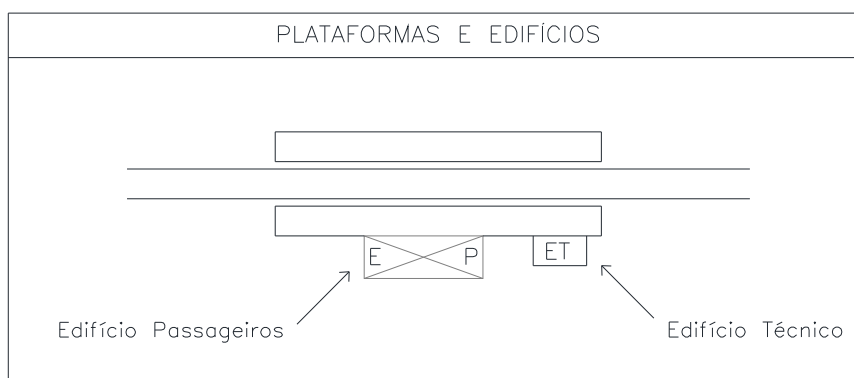 PLATAFORMAS E EDIFÍCIOS
E P
ET
Edifício Passageiros
Edifício Técnico